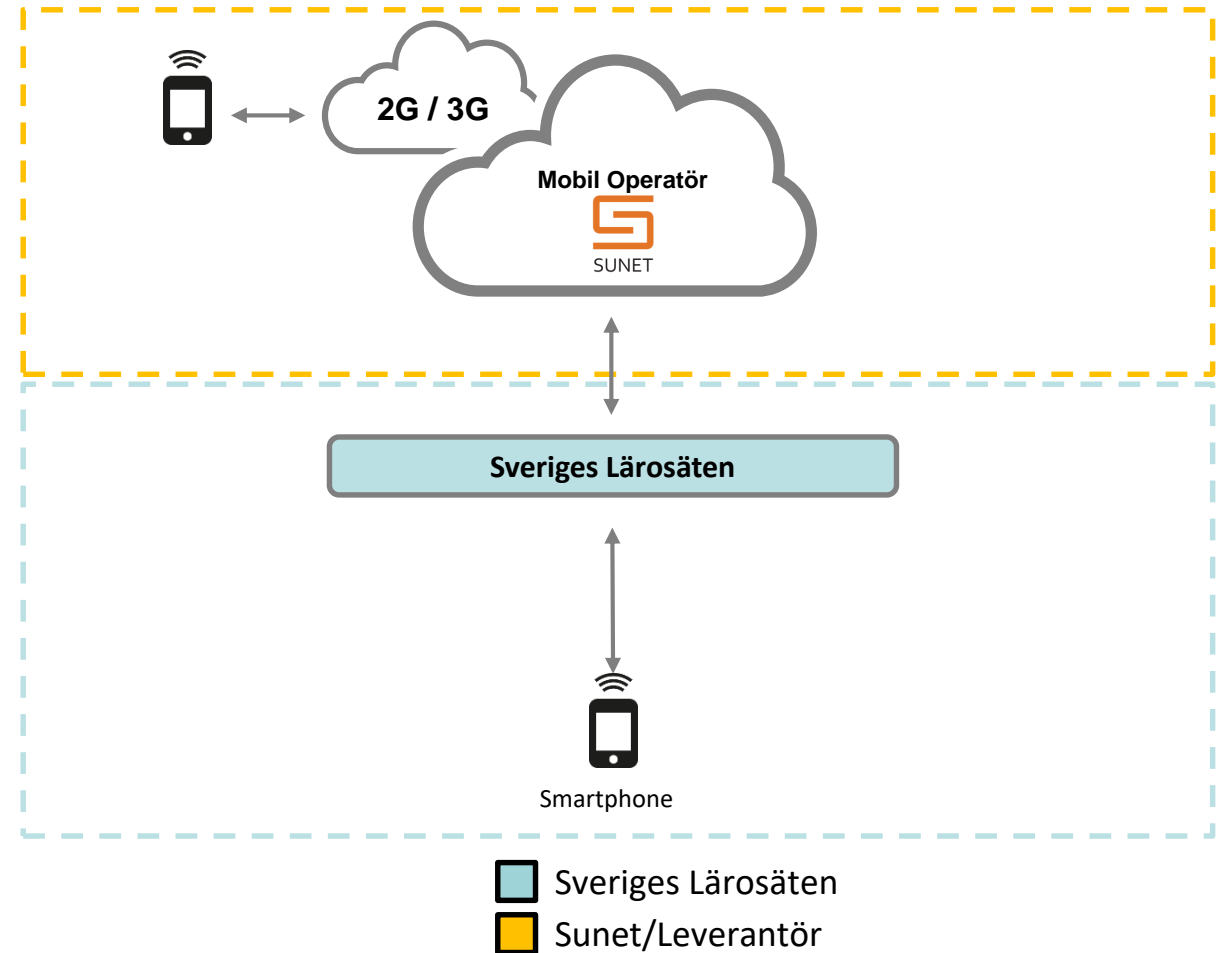 2G / 3G
Mobil Operatör
SUNET
Sveriges Lärosäten
Smartphone
Sveriges Lärosäten
Sunet/Leverantör